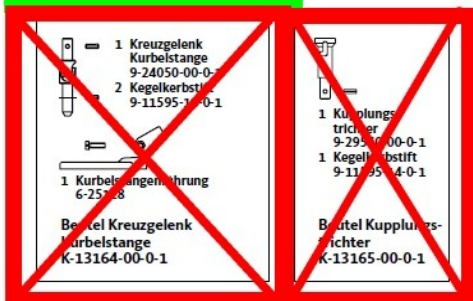 1 Kreuzgelenk
Kurbelstange
9-24050-00-0-1
2 Kegelkerbstift
1 Kurbelstangenführung
Beutel Kreuzgelenk
Kurbelstange
K-13164-00-0-1
1 Kupplungs-
trichter
1 Kegelkerbstift
Beutel Kupplungs-
trichter
K-13165-00-0-1